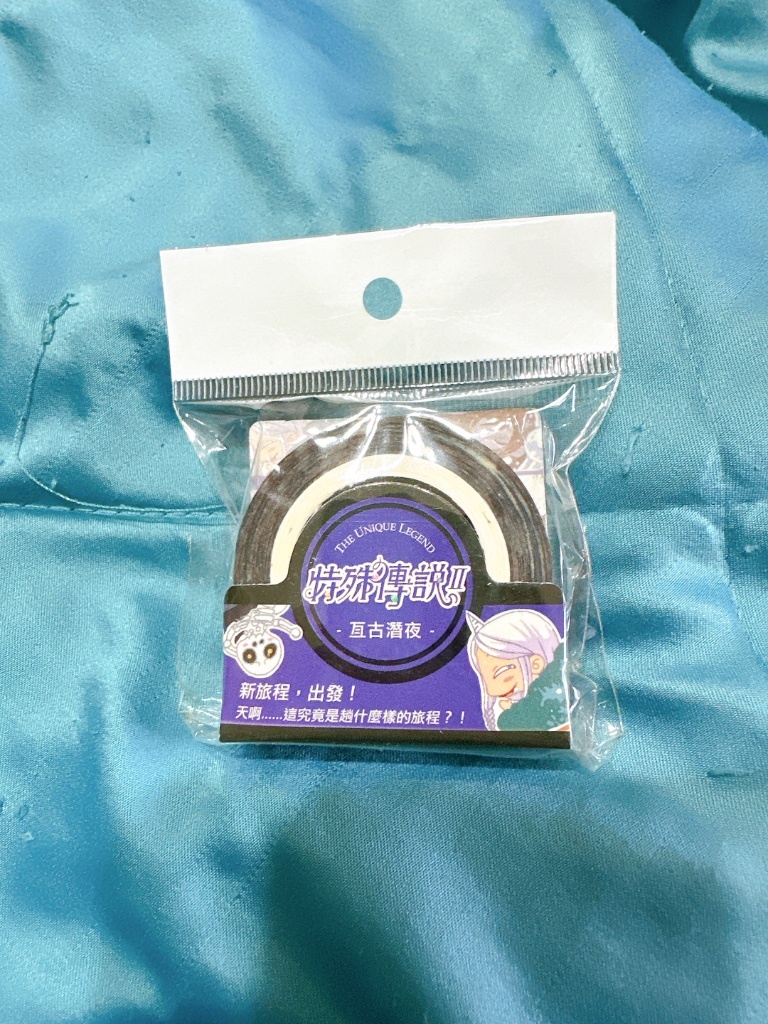 THE UNIQUE LEGEND
特殊傳說II
- 亙古潛夜 -
新旅程，出發！
天啊......這究竟是趟什麼樣的旅程？！